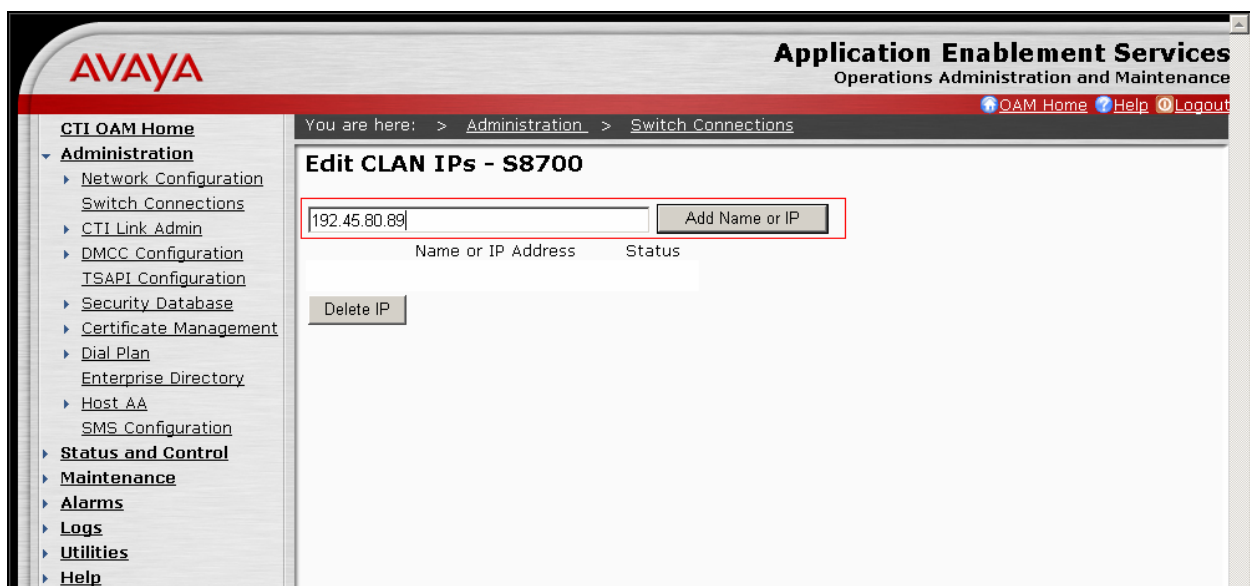 AVAYA
Application Enablement Services
Operations Administration and Maintenance
OAM Home ?Help Logout
CTI OAM Home
You are here: > Administration > Switch Connections
Administration
Network Configuration
Switch Connections
CTI Link Admin
DMCC Configuration
TSAPI Configuration
Security Database
Certificate Management
Dial Plan
Enterprise Directory
Host AA
SMS Configuration
Status and Control
Maintenance
Alarms
Logs
Utilities
Help
Edit CLAN IPs - S8700
192.45.80.89 Add Name or IP
Name or IP Address Status
Delete IP